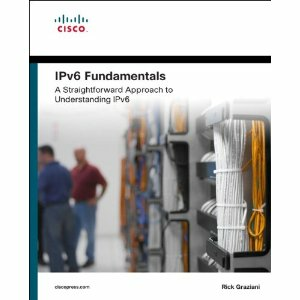 CISCO.
IPv6 Fundamentals
A Straightforward Approach to
Understanding IPv6
ciscopress.com
Rick Graziani